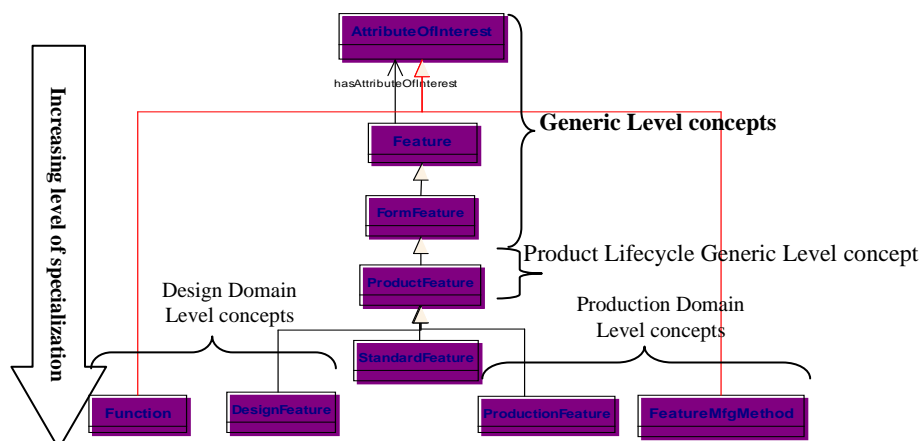 AttributeOfInterest
hasAttributeOfInterest
Generic Level concepts
Feature
FormFeature
Product Lifecycle Generic Level concept
ProductFeature
Increasing level of specialization
Design Domain
Level concepts
Production Domain
Level concepts
StandardFeature
Function
DesignFeature
ProductionFeature
FeatureMfgMethod